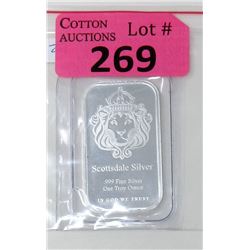 COTTON
AUCTIONS
Lot #
269
Scottsdale Silver
999 Fine Silver
One Troy Ounce
IN GOD WE TRUST